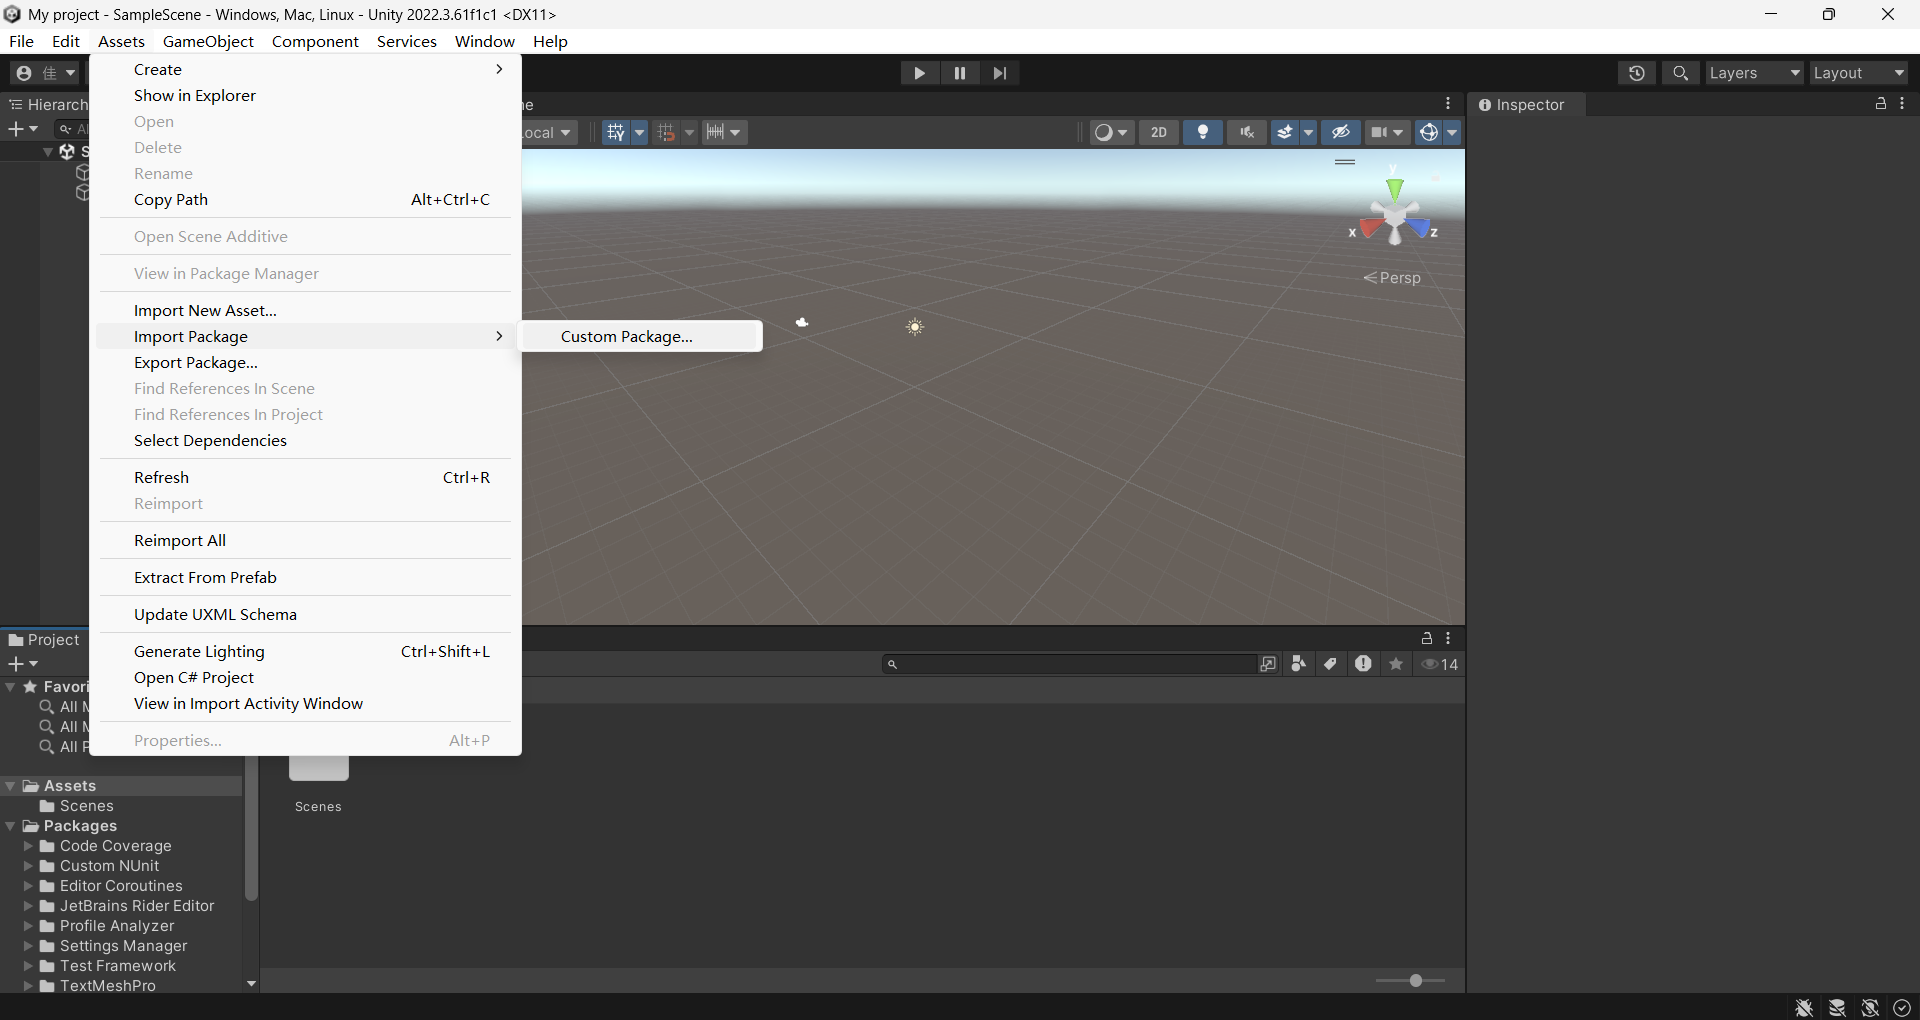 My project - SampleScene - Windows, Mac, Linux - Unity 2022.3.61f1c1 <DX11>
File Edit Assets GameObject Component Services Window Help
佳
Layers
Layout
Create
Show in Explorer
Open
Delete
Rename
Copy Path Alt+Ctrl+C
Open Scene Additive
View in Package Manager
Import New Asset...
Import Package
Custom Package...
Export Package...
Find References In Scene
Find References In Project
Select Dependencies
Refresh Ctrl+R
Reimport
Reimport All
Extract From Prefab
Update UXML Schema
Generate Lighting Ctrl+Shift+L
Open C# Project
View in Import Activity Window
Properties... Alt+P
Hierarch
Al
S
ne
ocal
2D
y
x
z
Persp
Inspector
Project
14
Favori
All M
All M
All P
Assets
Scenes
Packages
Code Coverage
Custom NUnit
Editor Coroutines
JetBrains Rider Editor
Profile Analyzer
Settings Manager
Test Framework
TextMeshPro
Scenes